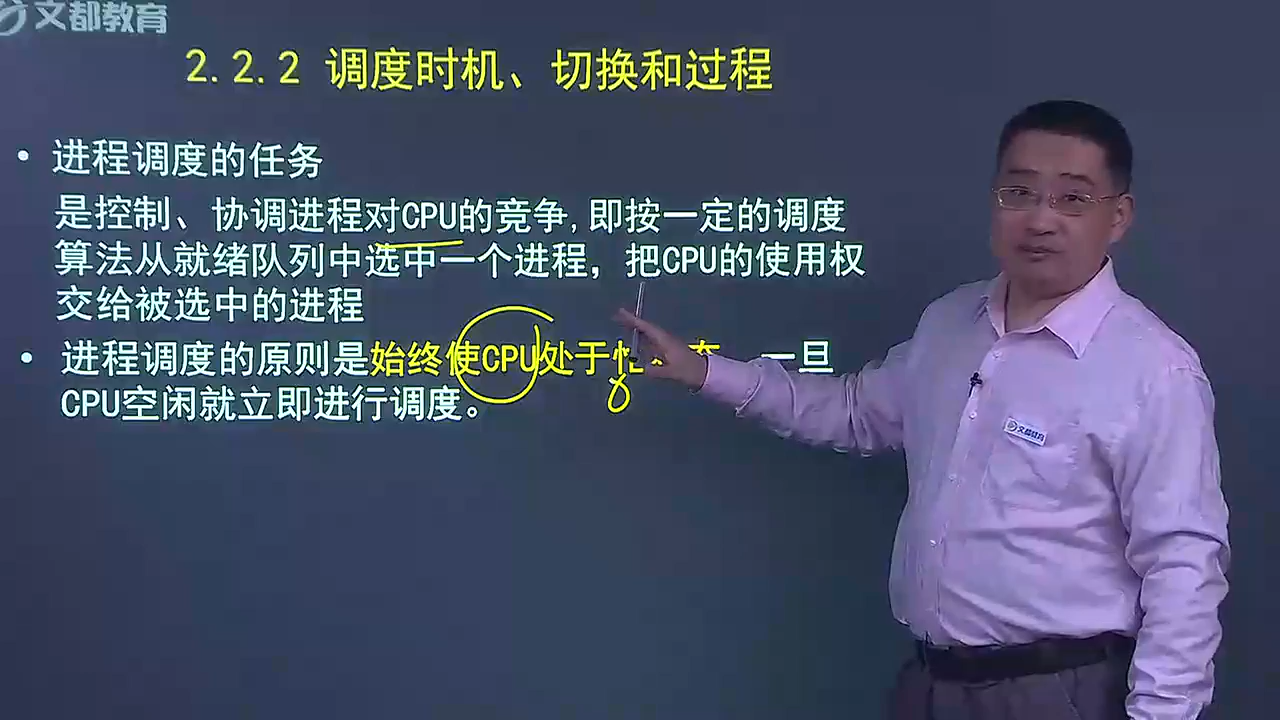 文都教育
2.2.2 调度时机、切换和过程
• 进程调度的任务
是控制、协调进程对CPU的竞争,即按一定的调度
算法从就绪队列中选中一个进程，把CPU的使用权
交给被选中的进程
• 进程调度的原则是始终使CPU处于 一旦
CPU空闲就立即进行调度。
文都教育